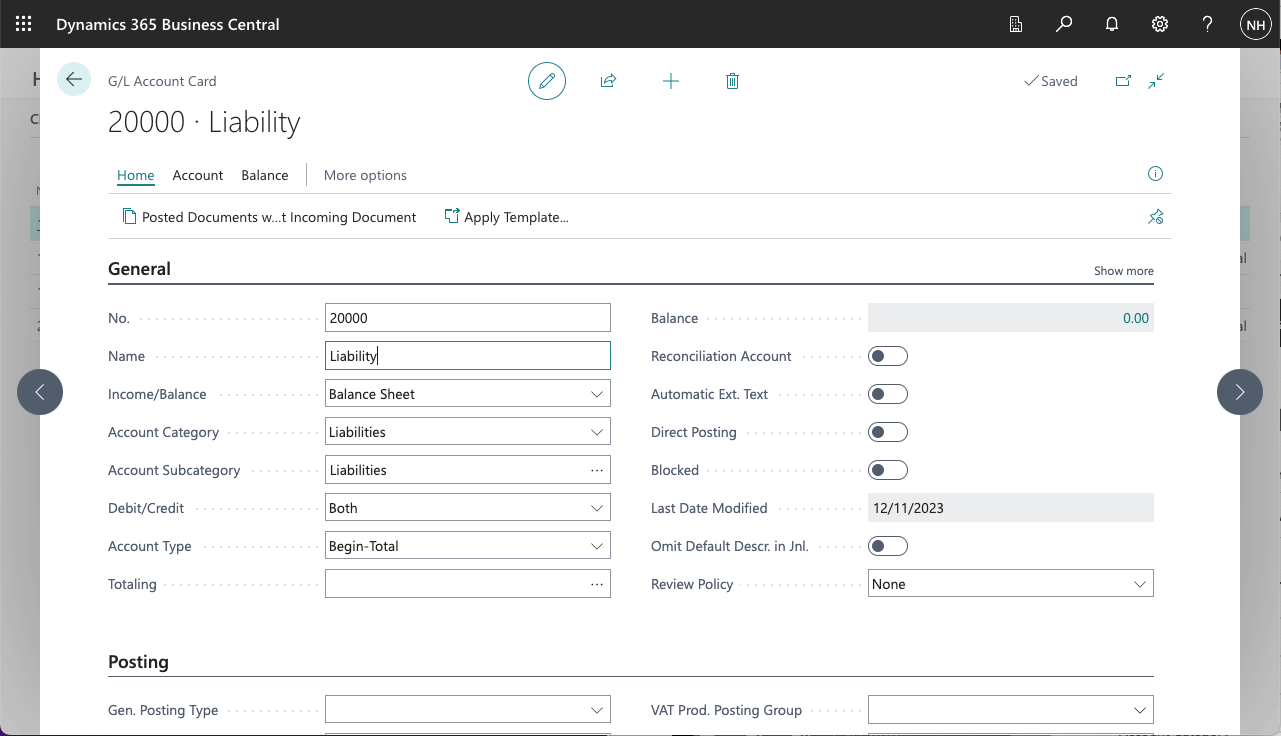 Dynamics 365 Business Central
NH
G/L Account Card
Saved
20000 · Liability
Home Account Balance More options
Posted Documents w...t Incoming Document Apply Template...
General Show more
No. 20000
Name Liability
Income/Balance Balance Sheet
Account Category Liabilities
Account Subcategory Liabilities
Debit/Credit Both
Account Type Begin-Total
Totaling
Balance 0.00
Reconciliation Account
Automatic Ext. Text
Direct Posting
Blocked
Last Date Modified 12/11/2023
Omit Default Descr. in Jnl.
Review Policy None
Posting
Gen. Posting Type
VAT Prod. Posting Group